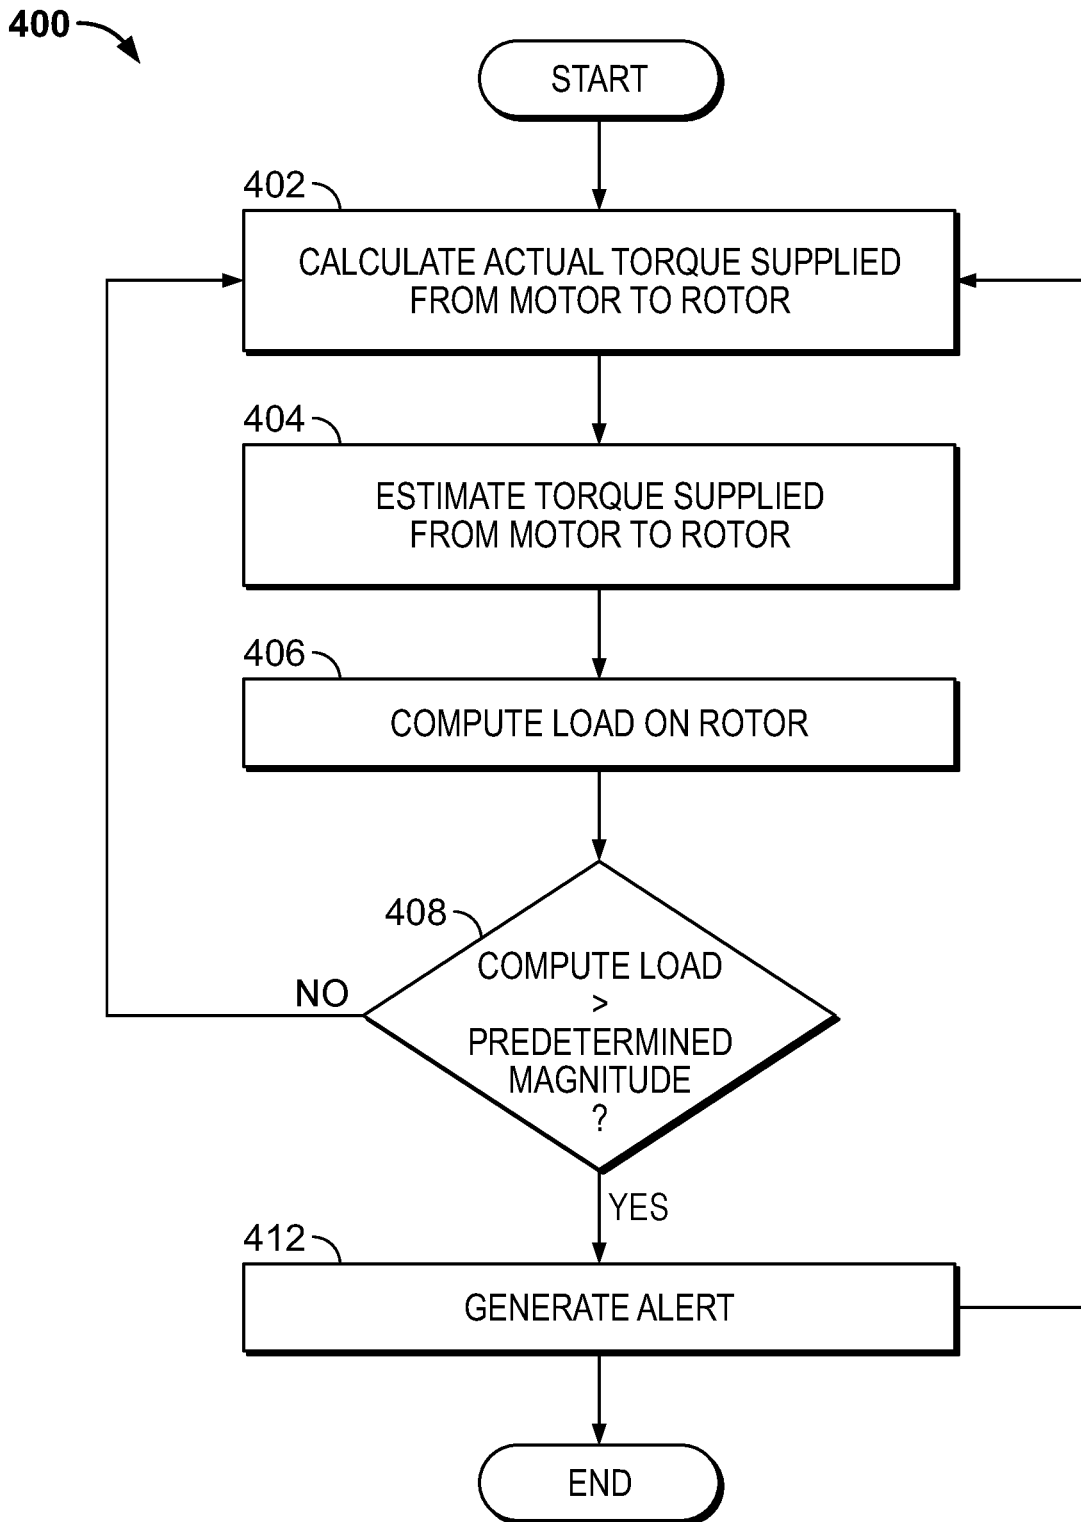 400
START
402
CALCULATE ACTUAL TORQUE SUPPLIED
FROM MOTOR TO ROTOR
404
ESTIMATE TORQUE SUPPLIED
FROM MOTOR TO ROTOR
406
COMPUTE LOAD ON ROTOR
408
COMPUTE LOAD
>
PREDETERMINED
MAGNITUDE
?
NO
YES
412
GENERATE ALERT
END